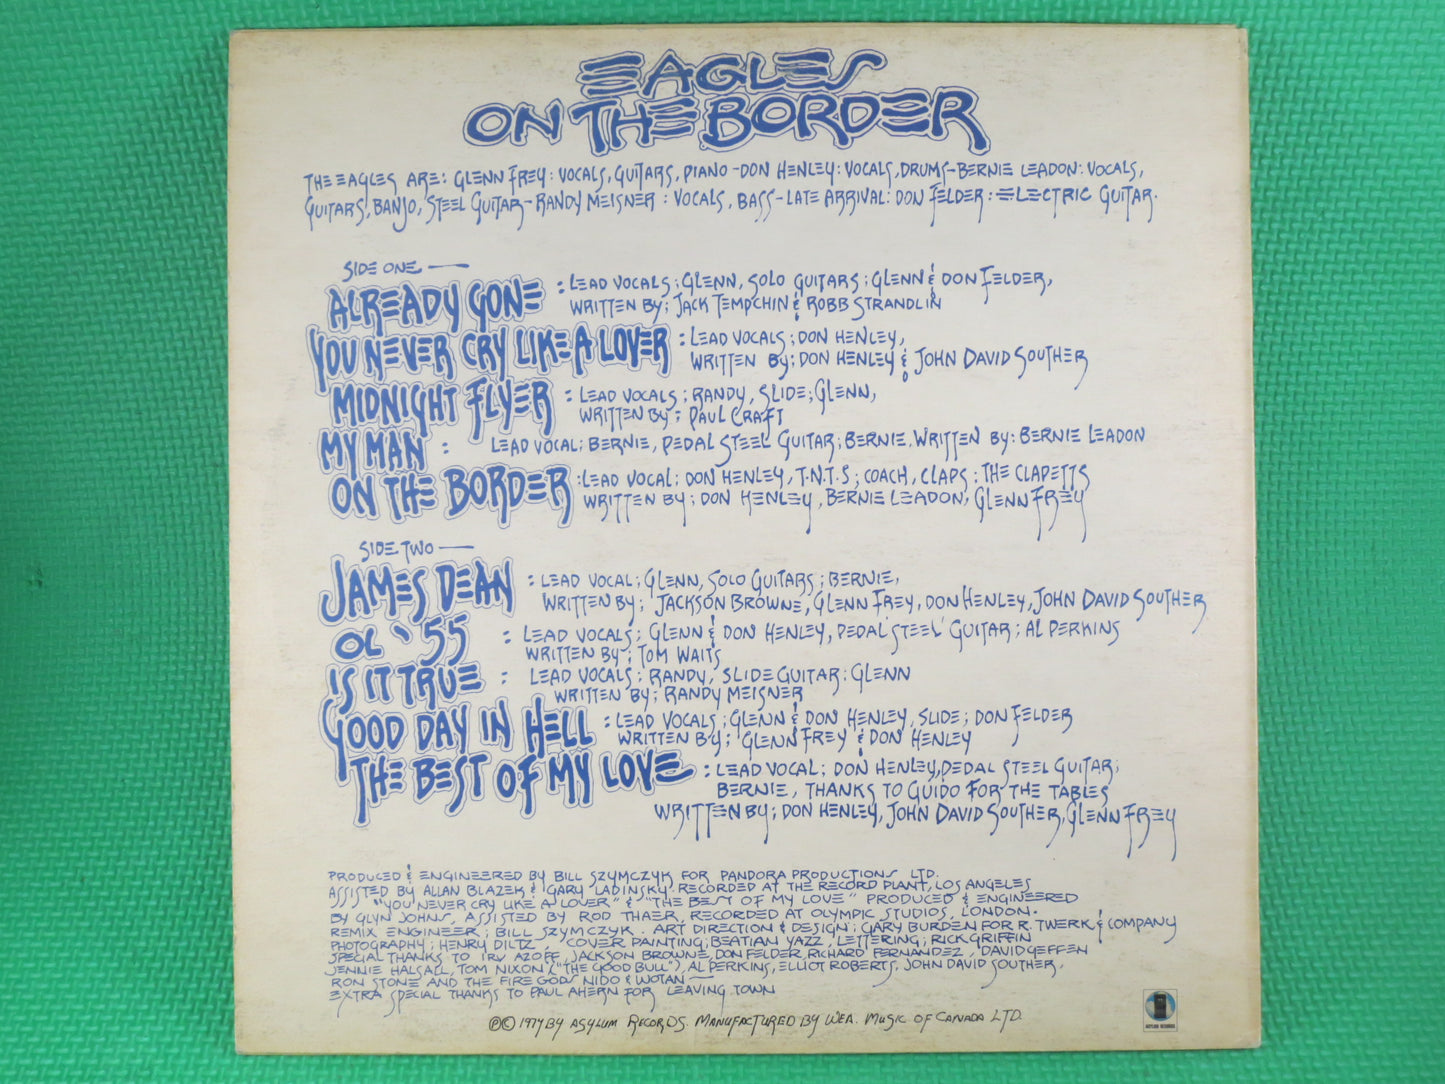 EAGLES
ON THE BORDER
THE EAGLES ARE: GLENN FREY: VOCALS, GUITARS, PIANO - DON HENLEY: VOCALS, DRUMS - BERNIE LEADON: VOCALS,
GUITARS, BANJO, STEEL GUITAR - RANDY MEISNER: VOCALS, BASS - LATE ARRIVAL: DON FELDER: ELECTRIC GUITAR.
SIDE ONE —
ALREADY GONE : LEAD VOCALS; GLENN, SOLO GUITARS; GLENN & DON FELDER,
WRITTEN BY; JACK TEMPCHIN & ROBB STRANDLIN
YOU NEVER CRY LIKE A LOVER : LEAD VOCALS; DON HENLEY,
WRITTEN BY; DON HENLEY & JOHN DAVID SOUTHER
MIDNIGHT FLYER : LEAD VOCALS; RANDY, SLIDE; GLENN,
WRITTEN BY; PAUL CRAFT
MY MAN : LEAD VOCAL; BERNIE, PEDAL STEEL GUITAR; BERNIE, WRITTEN BY: BERNIE LEADON
ON THE BORDER : LEAD VOCAL; DON HENLEY, T.N.T.S; COACH, CLAPS; THE CLAPETTS
WRITTEN BY; DON HENLEY, BERNIE LEADON, GLENN FREY
SIDE TWO —
JAMES DEAN : LEAD VOCAL; GLENN, SOLO GUITARS; BERNIE,
WRITTEN BY; JACKSON BROWNE, GLENN FREY, DON HENLEY, JOHN DAVID SOUTHER
OL '55 : LEAD VOCALS; GLENN & DON HENLEY, PEDAL STEEL GUITAR; AL PERKINS
WRITTEN BY; TOM WAITS
IS IT TRUE : LEAD VOCALS; RANDY, SLIDE GUITAR; GLENN
WRITTEN BY; RANDY MEISNER
GOOD DAY IN HELL : LEAD VOCALS; GLENN & DON HENLEY, SLIDE; DON FELDER
WRITTEN BY; GLENN FREY & DON HENLEY
THE BEST OF MY LOVE : LEAD VOCAL; DON HENLEY, PEDAL STEEL GUITAR;
BERNIE, THANKS TO GUIDO FOR THE TABLES
WRITTEN BY; DON HENLEY, JOHN DAVID SOUTHER, GLENN FREY
PRODUCED & ENGINEERED BY BILL SZYMCZYK FOR PANDORA PRODUCTIONS LTD.
ASSISTED BY ALLAN BLAZEK & GARY LADINSKY. RECORDED AT THE RECORD PLANT, LOS ANGELES
"YOU NEVER CRY LIKE A LOVER" & "THE BEST OF MY LOVE" PRODUCED & ENGINEERED
BY GLYN JOHNS, ASSISTED BY ROD THAER, RECORDED AT OLYMPIC STUDIOS, LONDON.
REMIX ENGINEER; BILL SZYMCZYK. ART DIRECTION & DESIGN; GARY BURDEN FOR R. TWERK & COMPANY
PHOTOGRAPHY; HENRY DILTZ, COVER PAINTING; BEATIAN YAZZ, LETTERING; RICK GRIFFIN
SPECIAL THANKS TO IRV AZOFF, JACKSON BROWNE, DON FELDER, RICHARD FERNANDEZ, DAVID GEFFEN
JENNIE HALSALL, TOM NIXON ("THE GOOD BULL"), AL PERKINS, ELLIOT ROBERTS, JOHN DAVID SOUTHER,
RON STONE AND THE FIRE GODS NIDO & WOTAN —
EXTRA SPECIAL THANKS TO PAUL AHERN FOR LEAVING TOWN
℗© 1974 BY ASYLUM RECORDS. MANUFACTURED BY WEA. MUSIC OF CANADA LTD.
ASYLUM RECORDS